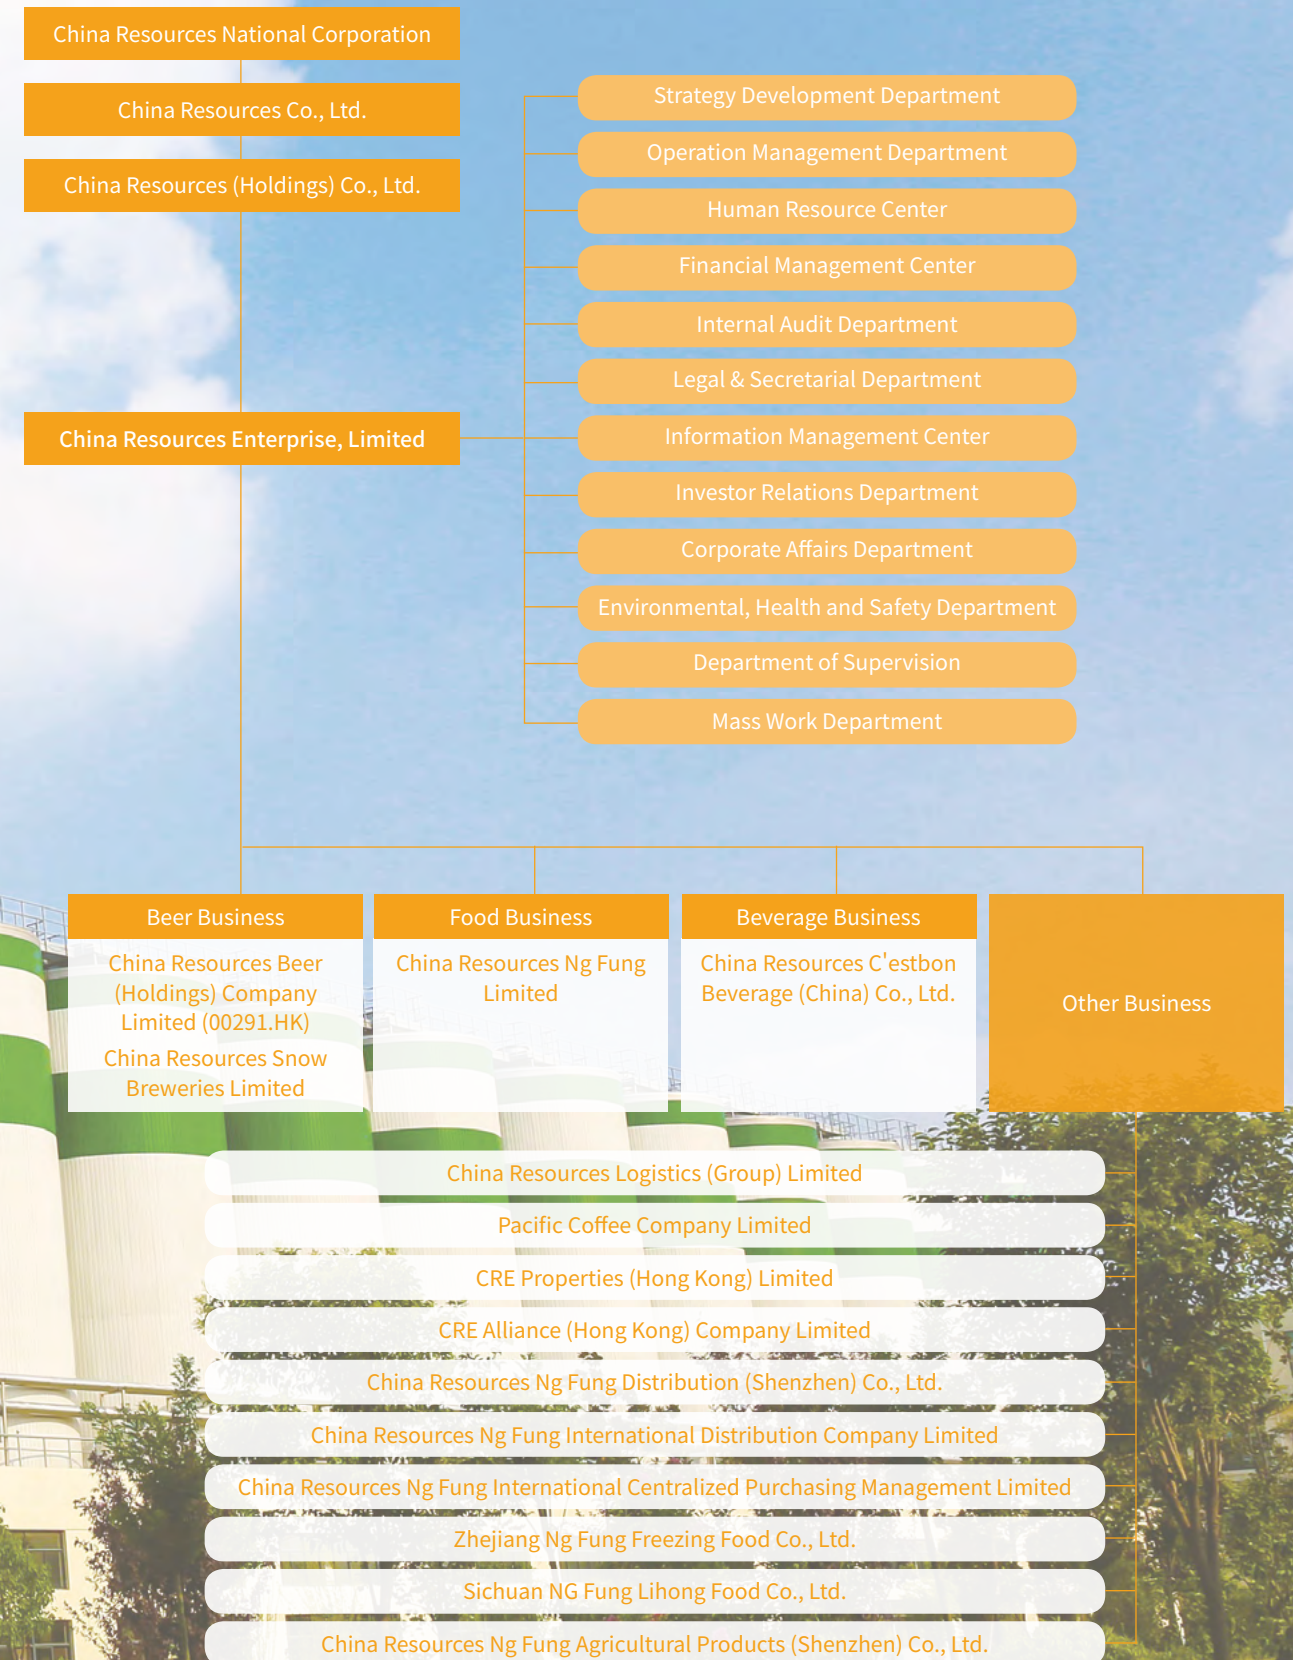 China Resources National Corporation
China Resources Co., Ltd.
China Resources (Holdings) Co., Ltd.
China Resources Enterprise, Limited
Strategy Development Department
Operation Management Department
Human Resource Center
Financial Management Center
Internal Audit Department
Legal & Secretarial Department
Information Management Center
Investor Relations Department
Corporate Affairs Department
Environmental, Health and Safety Department
Department of Supervision
Mass Work Department
Beer Business
China Resources Beer
(Holdings) Company
Limited (00291.HK)
China Resources Snow
Breweries Limited
Food Business
China Resources Ng Fung
Limited
Beverage Business
China Resources C'estbon
Beverage (China) Co., Ltd.
Other Business
China Resources Logistics (Group) Limited
Pacific Coffee Company Limited
CRE Properties (Hong Kong) Limited
CRE Alliance (Hong Kong) Company Limited
China Resources Ng Fung Distribution (Shenzhen) Co., Ltd.
China Resources Ng Fung International Distribution Company Limited
China Resources Ng Fung International Centralized Purchasing Management Limited
Zhejiang Ng Fung Freezing Food Co., Ltd.
Sichuan NG Fung Lihong Food Co., Ltd.
China Resources Ng Fung Agricultural Products (Shenzhen) Co., Ltd.